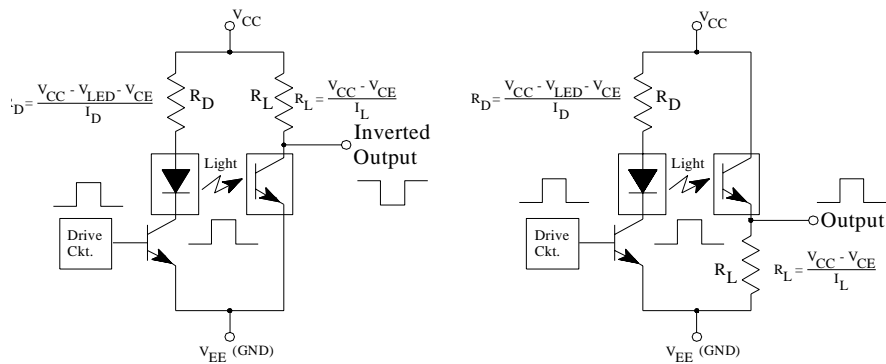 V_CC
R_D = (V_CC - V_LED - V_CE) / I_D
R_D
R_L
R_L = (V_CC - V_CE) / I_L
Inverted
Output
Light
Drive
Ckt.
V_EE (GND)
V_CC
R_D = (V_CC - V_LED - V_CE) / I_D
R_D
Light
Drive
Ckt.
Output
R_L
R_L = (V_CC - V_CE) / I_L
V_EE (GND)